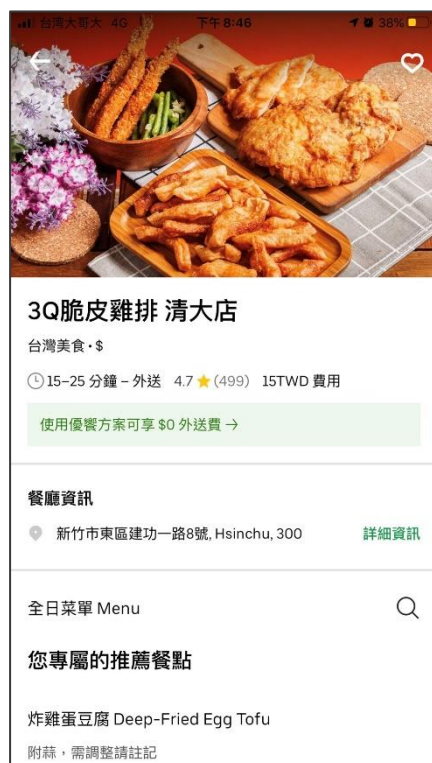 台灣大哥大 4G 下午8:46 38%
3Q脆皮雞排 清大店
台灣美食・$
15–25 分鐘 – 外送 4.7 (499) 15TWD 費用
使用優饗方案可享 $0 外送費 →
餐廳資訊
新竹市東區建功一路8號, Hsinchu, 300 詳細資訊
全日菜單 Menu
您專屬的推薦餐點
炸雞蛋豆腐 Deep-Fried Egg Tofu
附蒜，需調整請註記